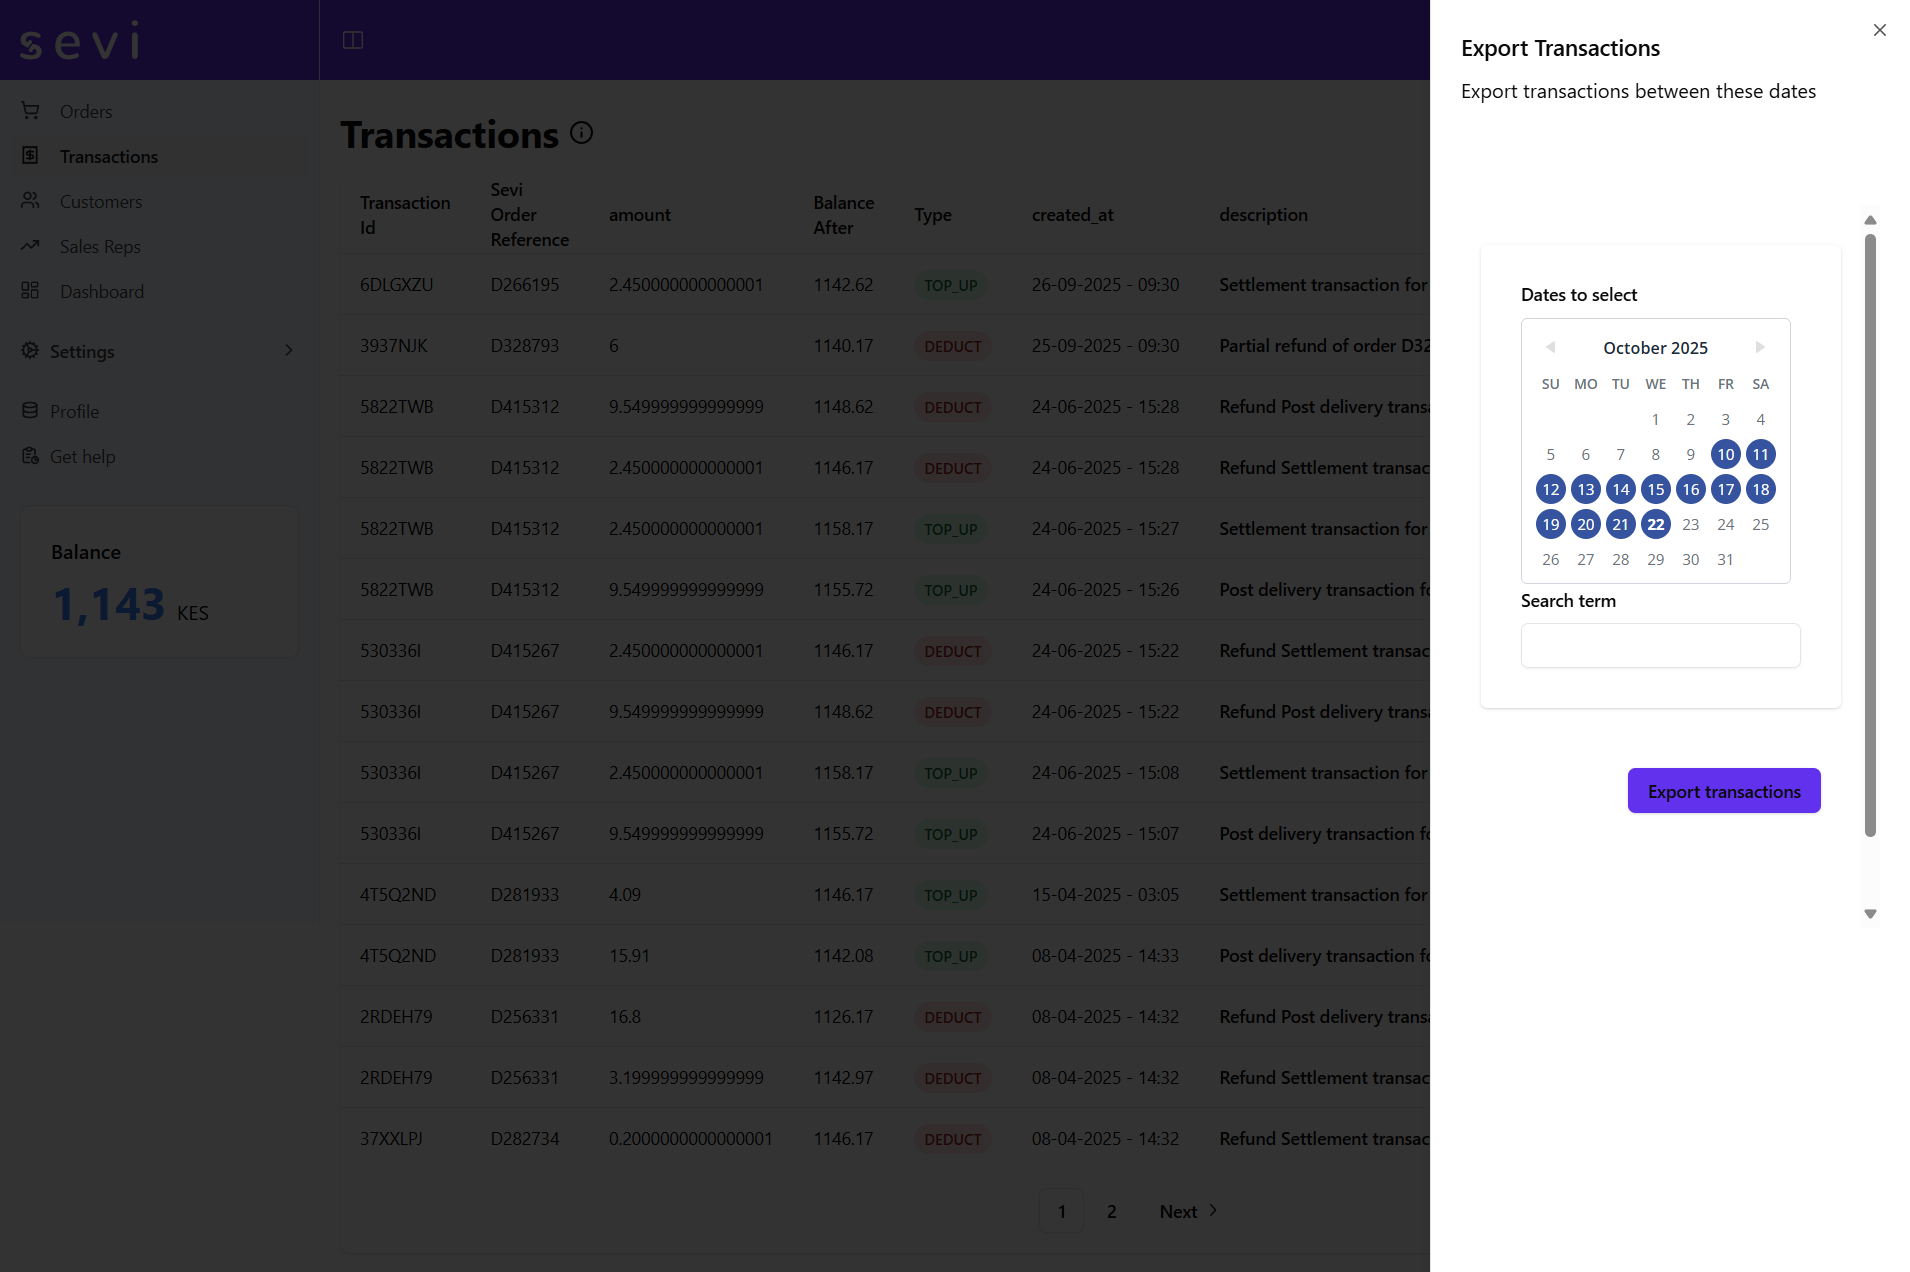 sevi
Orders
Transactions
Customers
Sales Reps
Dashboard
Settings
Profile
Get help
Balance
1,143 KES
Transactions
Transaction Id Sevi Order Reference amount Balance After Type created_at description
6DLGXZU D266195 2.450000000000001 1142.62 TOP_UP 26-09-2025 - 09:30 Settlement transaction for
3937NJK D328793 6 1140.17 DEDUCT 25-09-2025 - 09:30 Partial refund of order D32
5822TWB D415312 9.549999999999999 1148.62 DEDUCT 24-06-2025 - 15:28 Refund Post delivery trans
5822TWB D415312 2.450000000000001 1146.17 DEDUCT 24-06-2025 - 15:28 Refund Settlement transac
5822TWB D415312 2.450000000000001 1158.17 TOP_UP 24-06-2025 - 15:27 Settlement transaction for
5822TWB D415312 9.549999999999999 1155.72 TOP_UP 24-06-2025 - 15:26 Post delivery transaction fo
530336I D415267 2.450000000000001 1146.17 DEDUCT 24-06-2025 - 15:22 Refund Settlement transac
530336I D415267 9.549999999999999 1148.62 DEDUCT 24-06-2025 - 15:22 Refund Post delivery trans
530336I D415267 2.450000000000001 1158.17 TOP_UP 24-06-2025 - 15:08 Settlement transaction for
530336I D415267 9.549999999999999 1155.72 TOP_UP 24-06-2025 - 15:07 Post delivery transaction fo
4T5Q2ND D281933 4.09 1146.17 TOP_UP 15-04-2025 - 03:05 Settlement transaction for
4T5Q2ND D281933 15.91 1142.08 TOP_UP 08-04-2025 - 14:33 Post delivery transaction fo
2RDEH79 D256331 16.8 1126.17 DEDUCT 08-04-2025 - 14:32 Refund Post delivery trans
2RDEH79 D256331 3.199999999999999 1142.97 DEDUCT 08-04-2025 - 14:32 Refund Settlement transac
37XXLPJ D282734 0.2000000000000001 1146.17 DEDUCT 08-04-2025 - 14:32 Refund Settlement transac
1 2 Next
Export Transactions
Export transactions between these dates
Dates to select
October 2025
SU MO TU WE TH FR SA
1 2 3 4
5 6 7 8 9 10 11
12 13 14 15 16 17 18
19 20 21 22 23 24 25
26 27 28 29 30 31
Search term
Export transactions